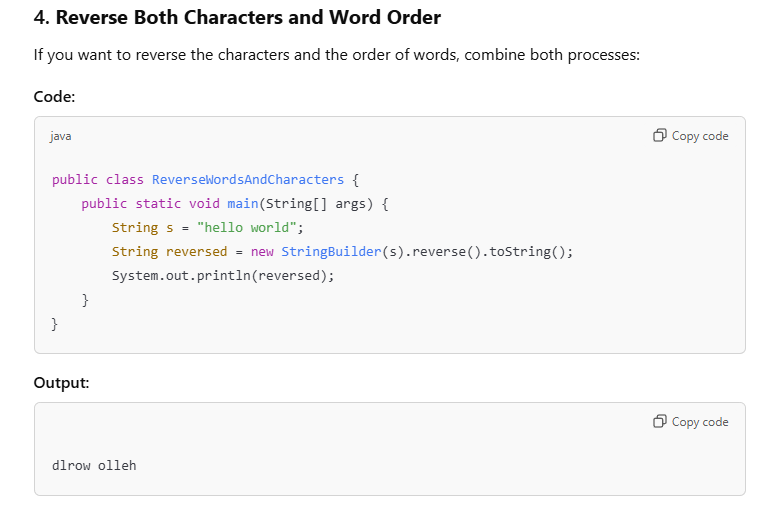 4. Reverse Both Characters and Word Order
If you want to reverse the characters and the order of words, combine both processes:
Code:
java
Copy code
public class ReverseWordsAndCharacters {
    public static void main(String[] args) {
        String s = "hello world";
        String reversed = new StringBuilder(s).reverse().toString();
        System.out.println(reversed);
    }
}
Output:
Copy code
dlrow olleh